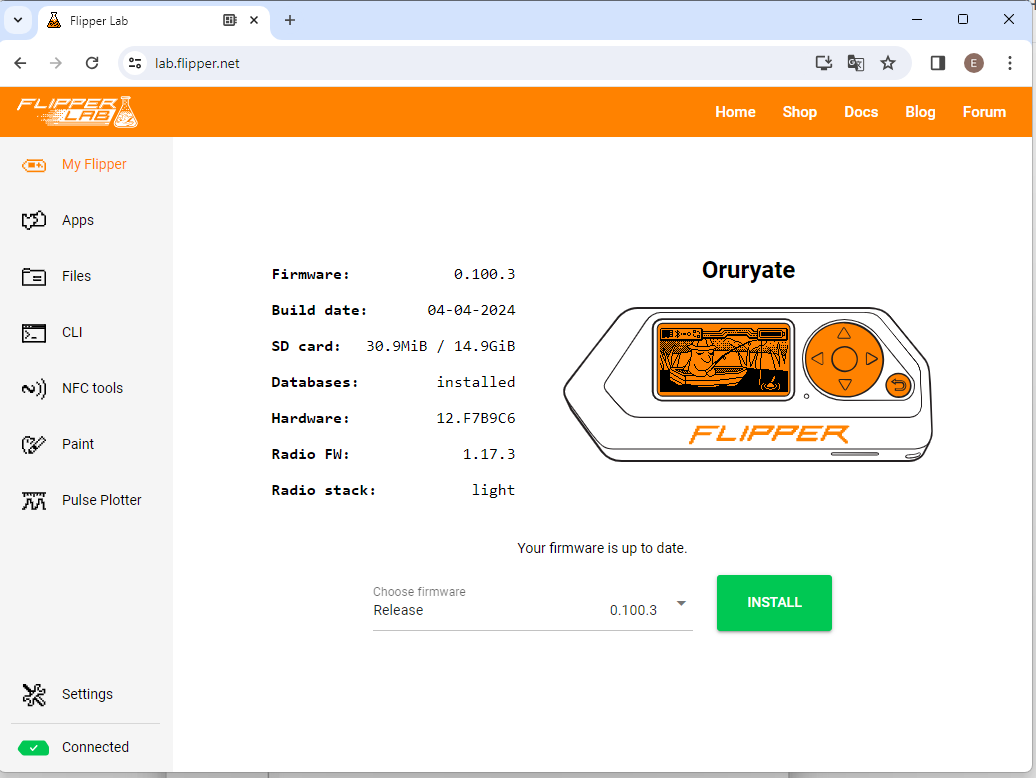 Flipper Lab
lab.flipper.net
E
FLIPPER
LAB
Home Shop Docs Blog Forum
My Flipper
Apps
Files
CLI
NFC tools
Paint
Pulse Plotter
Settings
Connected
Firmware: 0.100.3
Build date: 04-04-2024
SD card: 30.9MiB / 14.9GiB
Databases: installed
Hardware: 12.F7B9C6
Radio FW: 1.17.3
Radio stack: light
Oruryate
FLIPPER
Your firmware is up to date.
Choose firmware
Release 0.100.3
INSTALL